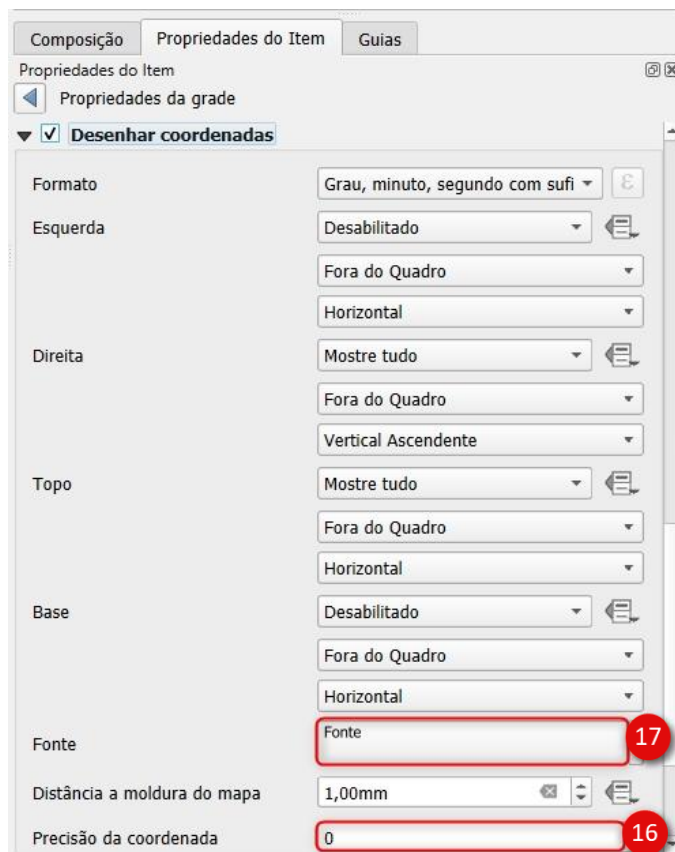 Composição Propriedades do Item Guias
Propriedades do Item
Propriedades da grade
Desenhar coordenadas
Formato Grau, minuto, segundo com sufi ε
Esquerda Desabilitado
Fora do Quadro
Horizontal
Direita Mostre tudo
Fora do Quadro
Vertical Ascendente
Topo Mostre tudo
Fora do Quadro
Horizontal
Base Desabilitado
Fora do Quadro
Horizontal
Fonte Fonte 17
Distância a moldura do mapa 1,00mm
Precisão da coordenada 0 16